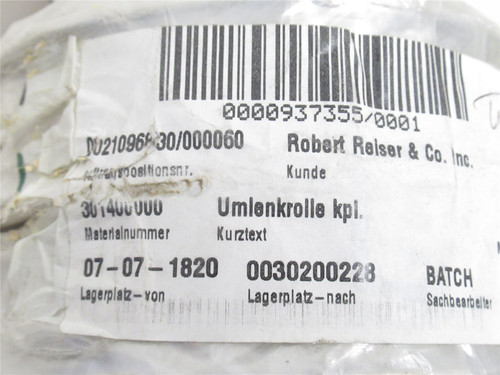 0000937355/0001
Robert Reiser & Co. Inc.
Kunde
Umlenkrolle kpl.
Materialnummer Kurztext
07-07-1820 0030200228 BATCH
Lagerplatz-von Lagerplatz-nach Sachbearbeiter